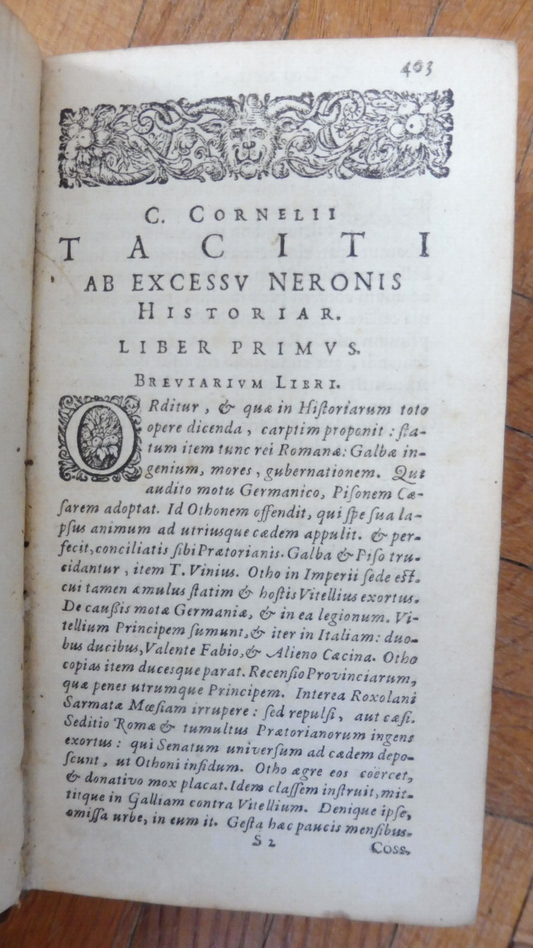 403
C. CORNELII
TACITI
AB EXCESSV NERONIS
HISTORIAR.
LIBER PRIMVS.
BREVIARIVM LIBRI.
ORditur, & quæ in Hiſtoriarum toto
opere dicenda, carptim proponit: ſta-
tum item tunc rei Romanæ: Galbæ in-
genium, mores, gubernationem. Qui
audito motu Germanico, Piſonem Cæ-
ſarem adoptat. Id Othonem offendit, qui ſpe ſua la-
pſus animum ad utriusque cædem appulit. & per-
fecit, conciliatis ſibi Prætorianis. Galba & Piſo tru-
cidantur, item T. Vinius. Otho in Imperii ſede eſt.
cui tamen æmulus ſtatim & hoſtis Vitellius exortus.
De cauſſis motæ Germaniæ, & in ea legionum. Vi-
tellium Principem ſumunt, & iter in Italiam: duo-
bus ducibus, Valente Fabio, & Alieno Cæcina. Otho
copias item ducesque parat. Recenſio Provinciarum,
quæ penes utrumque Principem. Interea Roxolani
Sarmatæ Mœſiam irrupere: ſed repulſi, aut cæſi.
Seditio Romæ & tumultus Prætorianorum ingens
exortus: qui Senatum univerſum ad cædem depo-
ſcunt, ut Othoni infidum. Otho ægre eos coërcet,
& donativo mox placat. Idem claſſem inſtruit, mit-
titque in Galliam contra Vitellium. Denique ipſe,
omiſſa urbe, in eum it. Geſta hæc paucis menſibus.
S 2
Coss.